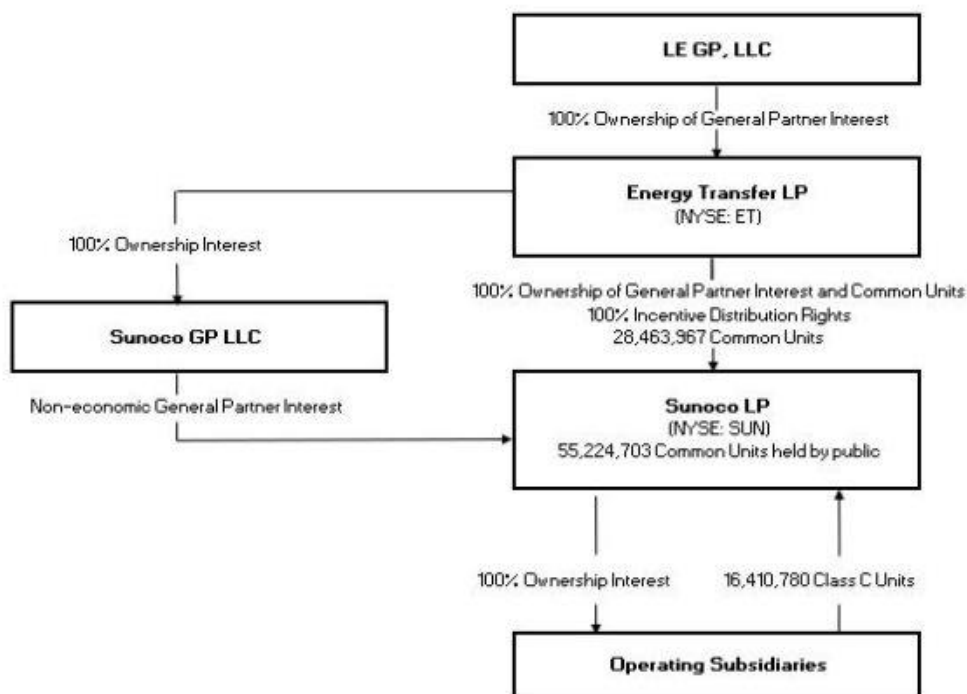 LE GP, LLC
100% Ownership of General Partner Interest
Energy Transfer LP
(NYSE: ET)
100% Ownership Interest
100% Ownership of General Partner Interest and Common Units
100% Incentive Distribution Rights
28,463,967 Common Units
Sunoco GP LLC
Non-economic General Partner Interest
Sunoco LP
(NYSE: SUN)
55,224,703 Common Units held by public
100% Ownership Interest
16,410,780 Class C Units
Operating Subsidiaries